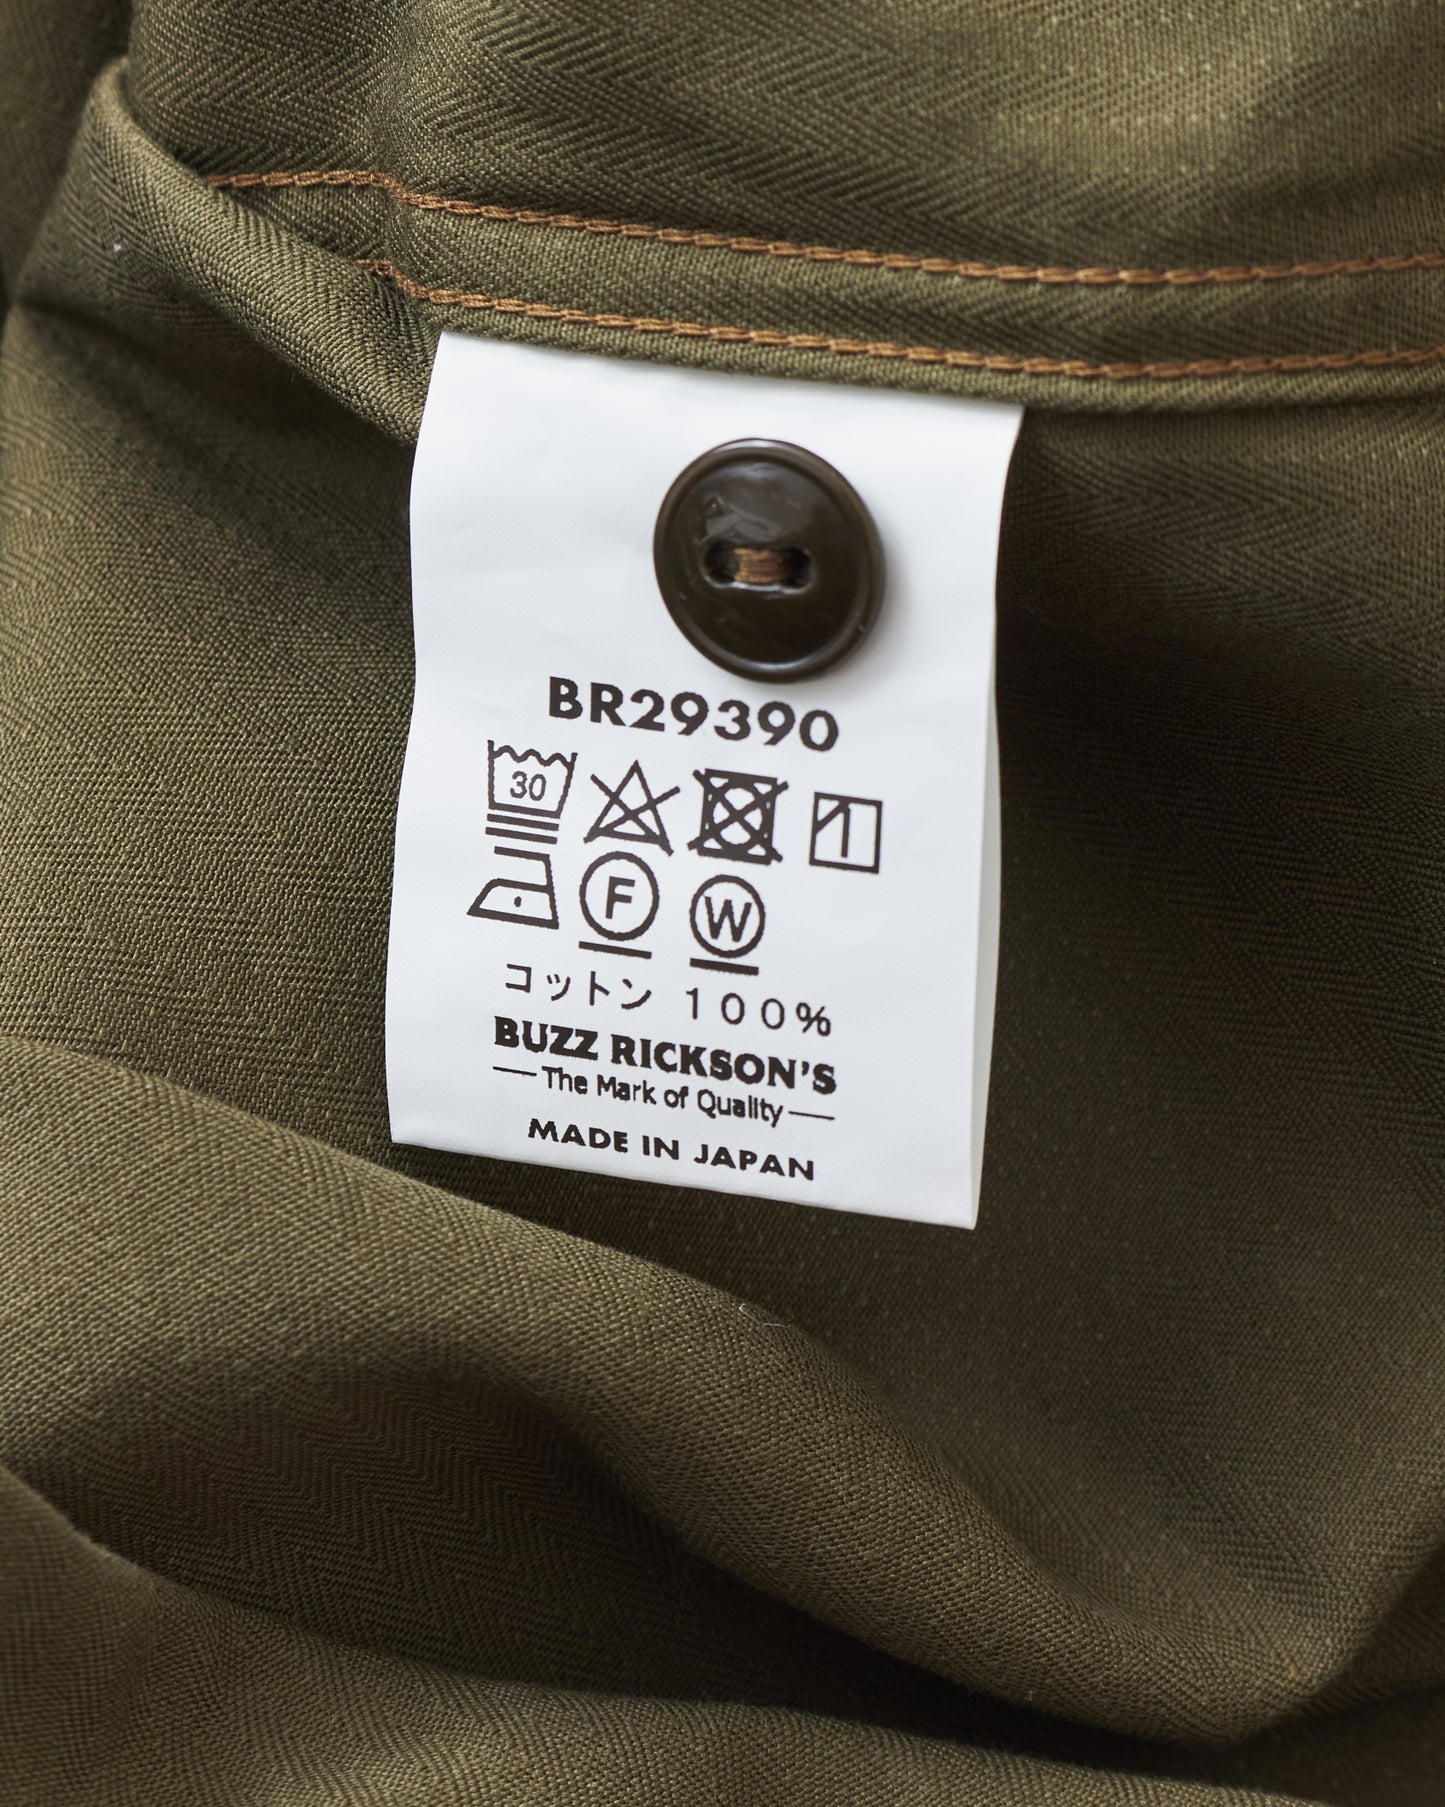 BR29390
30
F W
コットン 100%
BUZZ RICKSON'S
The Mark of Quality
MADE IN JAPAN